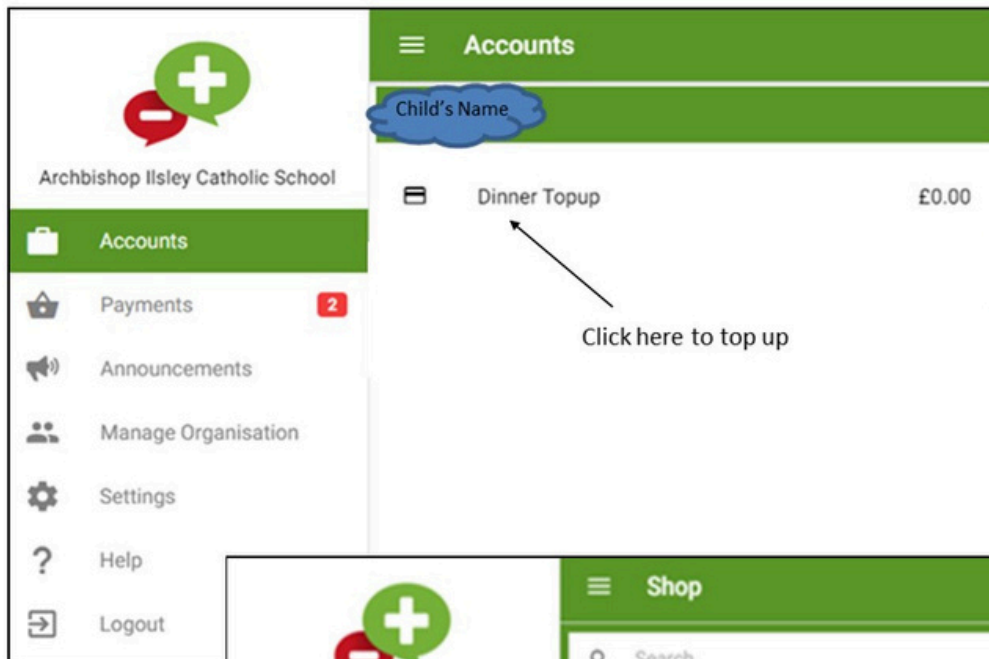 Archbishop Ilsley Catholic School
Accounts
Payments 2
Announcements
Manage Organisation
Settings
Help
Logout
Accounts
Child's Name
Dinner Topup £0.00
Click here to top up
Shop
Search